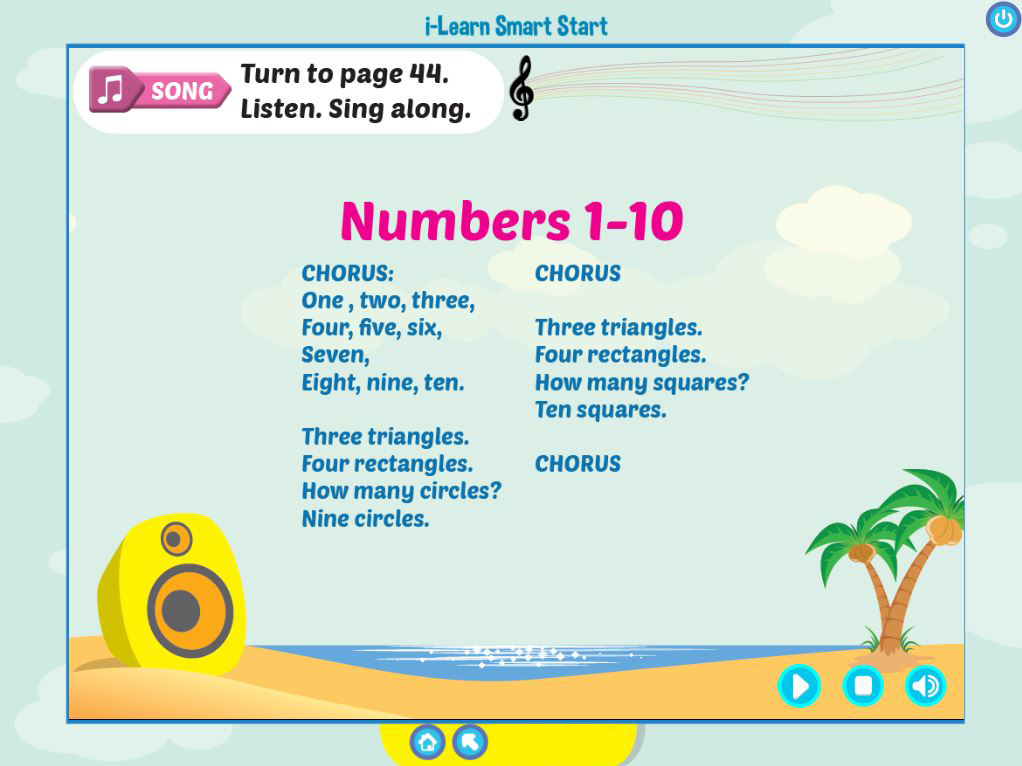 i-Learn Smart Start
SONG
Turn to page 44.
Listen. Sing along.
Numbers 1-10
CHORUS:
One , two, three,
Four, five, six,
Seven,
Eight, nine, ten.
Three triangles.
Four rectangles.
How many circles?
Nine circles.
CHORUS
Three triangles.
Four rectangles.
How many squares?
Ten squares.
CHORUS